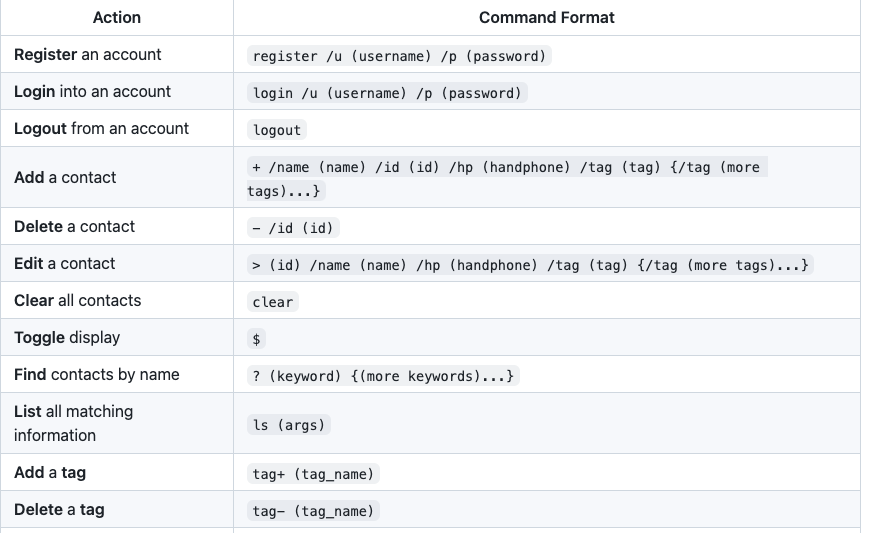 Action Command Format
Register an account register /u (username) /p (password)
Login into an account login /u (username) /p (password)
Logout from an account logout
Add a contact + /name (name) /id (id) /hp (handphone) /tag (tag) {/tag (more
tags)...}
Delete a contact - /id (id)
Edit a contact > (id) /name (name) /hp (handphone) /tag (tag) {/tag (more tags)...}
Clear all contacts clear
Toggle display $
Find contacts by name ? (keyword) {(more keywords)...}
List all matching
information ls (args)
Add a tag tag+ (tag_name)
Delete a tag tag- (tag_name)